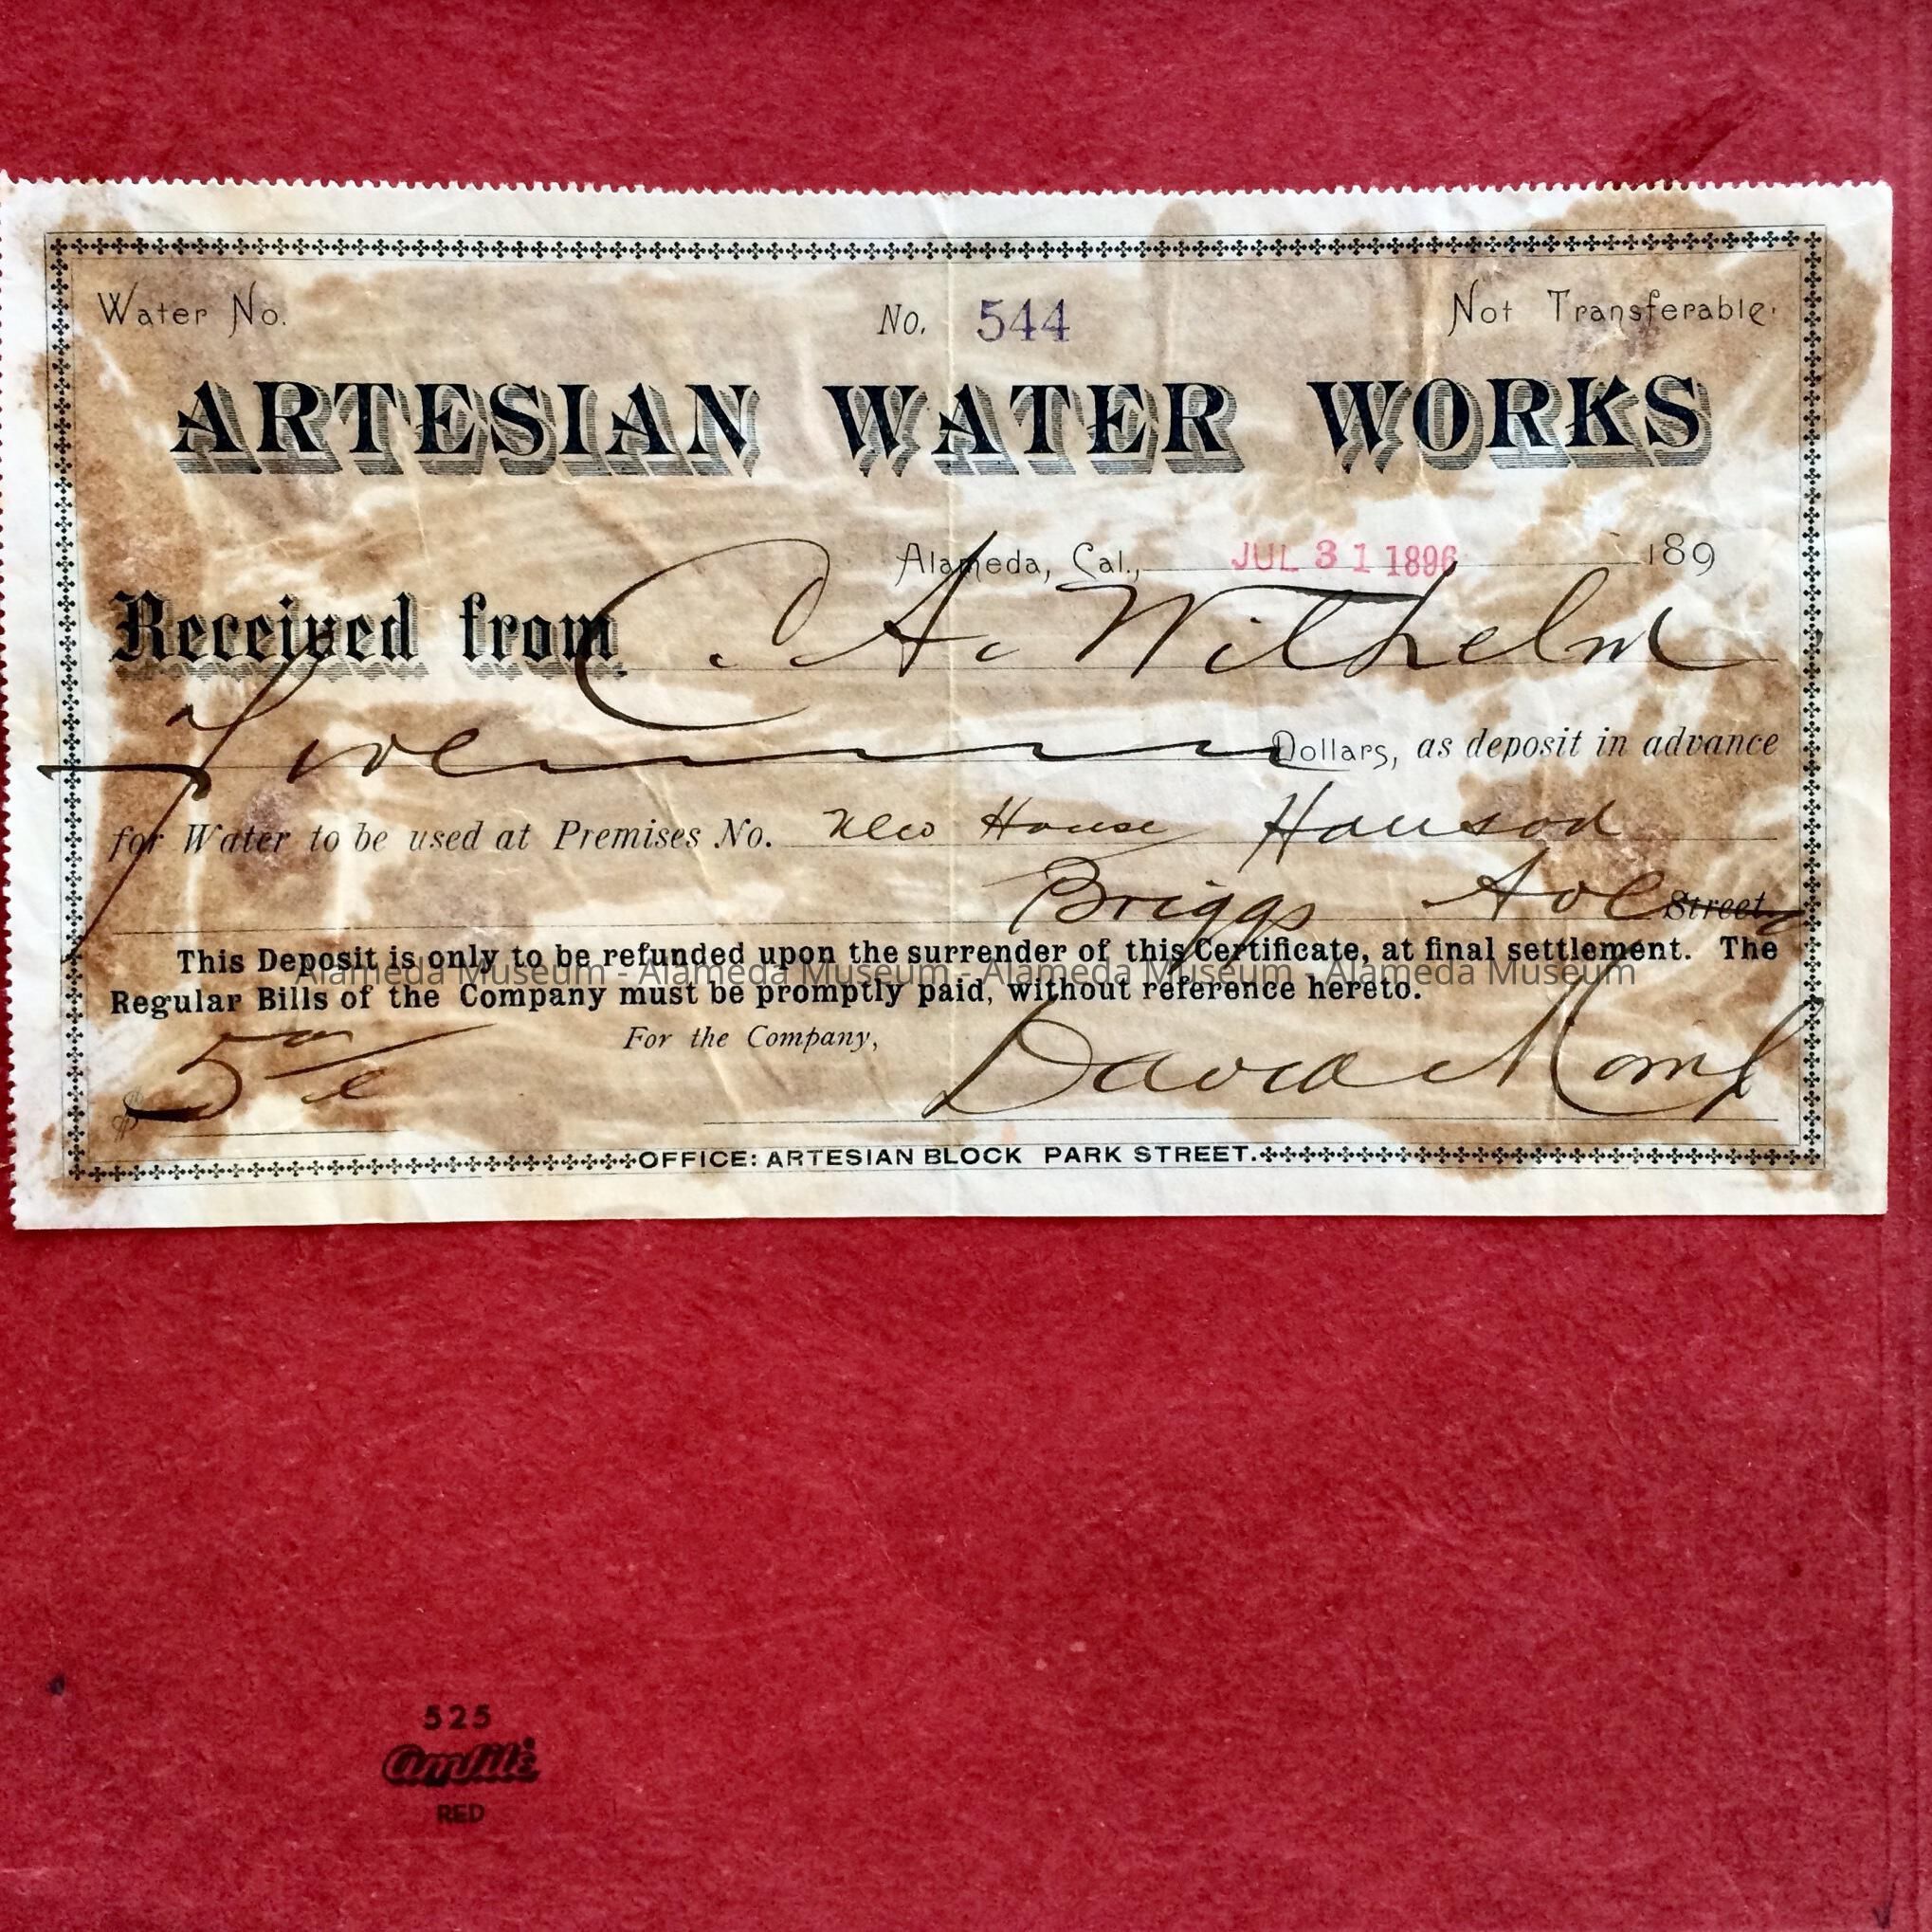 Water No. No. 544 Not Transferable.
ARTESIAN WATER WORKS
Alameda, Cal., JUL 31 1896 189
Received from C. A. Wilhelm
Five Dollars, as deposit in advance
for Water to be used at Premises No. New House
Briggs Ave Street
This Deposit is only to be refunded upon the surrender of this Certificate, at final settlement. The
Alameda Museum - Alameda Museum - Alameda Museum - Alameda Museum
Regular Bills of the Company must be promptly paid, without reference hereto.
For the Company,
$ 5 David
OFFICE: ARTESIAN BLOCK PARK STREET.
525
Amfile
RED